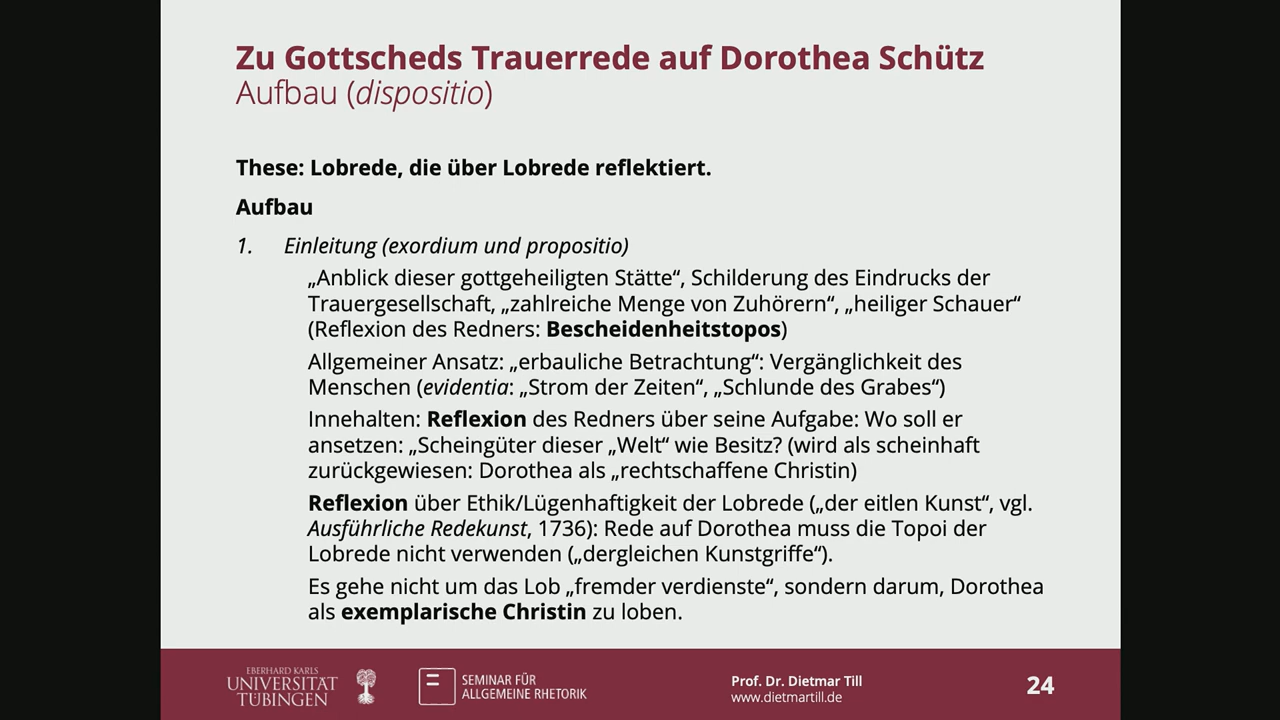 Zu Gottscheds Trauerrede auf Dorothea Schütz
Aufbau (dispositio)
These: Lobrede, die über Lobrede reflektiert.
Aufbau
1. Einleitung (exordium und propositio)
„Anblick dieser gottgeheiligten Stätte“, Schilderung des Eindrucks der
Trauergesellschaft, „zahlreiche Menge von Zuhörern“, „heiliger Schauer“
(Reflexion des Redners: Bescheidenheitstopos)
Allgemeiner Ansatz: „erbauliche Betrachtung“: Vergänglichkeit des
Menschen (evidentia: „Strom der Zeiten“, „Schlunde des Grabes“)
Innehalten: Reflexion des Redners über seine Aufgabe: Wo soll er
ansetzen: „Scheingüter dieser „Welt“ wie Besitz? (wird als scheinhaft
zurückgewiesen: Dorothea als „rechtschaffene Christin)
Reflexion über Ethik/Lügenhaftigkeit der Lobrede („der eitlen Kunst“, vgl.
Ausführliche Redekunst, 1736): Rede auf Dorothea muss die Topoi der
Lobrede nicht verwenden („dergleichen Kunstgriffe“).
Es gehe nicht um das Lob „fremder verdienste“, sondern darum, Dorothea
als exemplarische Christin zu loben.
EBERHARD KARLS
UNIVERSITÄT
TÜBINGEN
SEMINAR FÜR
ALLGEMEINE RHETORIK
Prof. Dr. Dietmar Till
www.dietmartill.de
24